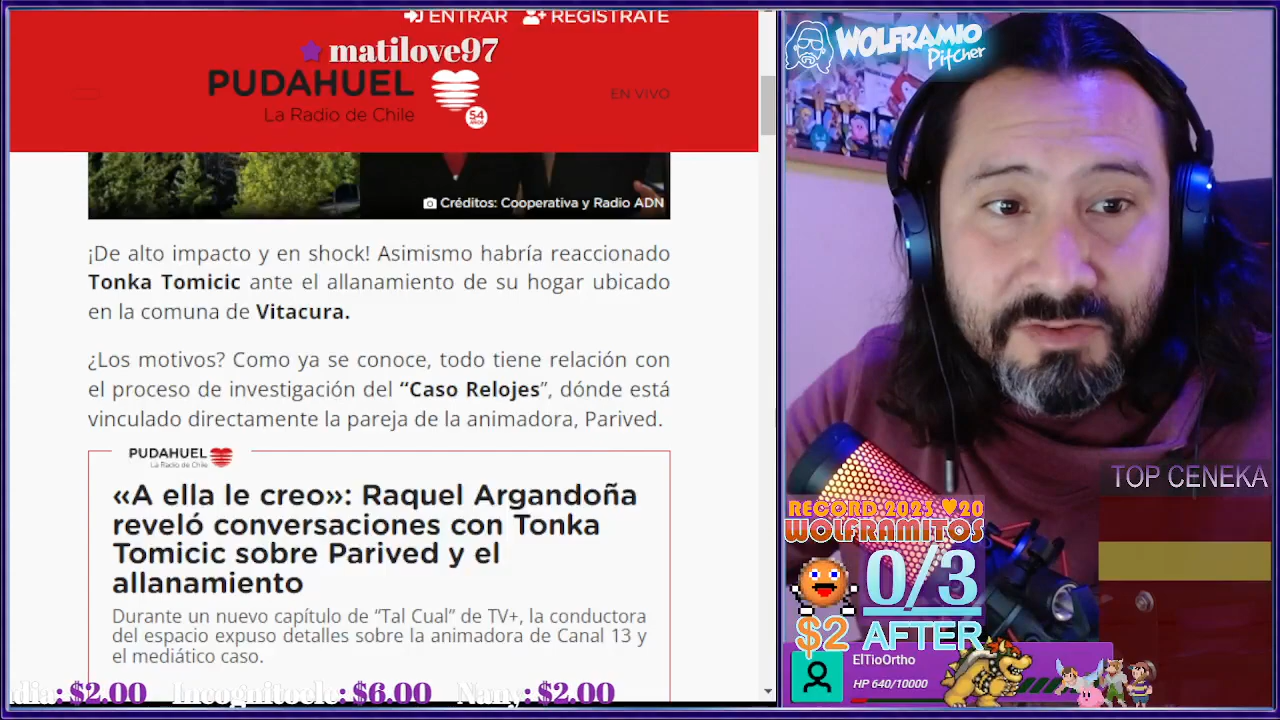 ENTRAR REGISTRATE
matilove97
PUDAHUEL
La Radio de Chile
54
AÑOS
EN VIVO
Créditos: Cooperativa y Radio ADN
¡De alto impacto y en shock! Asimismo habría reaccionado
Tonka Tomicic ante el allanamiento de su hogar ubicado
en la comuna de Vitacura.
¿Los motivos? Como ya se conoce, todo tiene relación con
el proceso de investigación del “Caso Relojes”, dónde está
vinculado directamente la pareja de la animadora, Parived.
PUDAHUEL
La Radio de Chile
«A ella le creo»: Raquel Argandoña
reveló conversaciones con Tonka
Tomicic sobre Parived y el
allanamiento
Durante un nuevo capítulo de “Tal Cual” de TV+, la conductora
del espacio expuso detalles sobre la animadora de Canal 13 y
el mediático caso.
: $2.00 : $6.00 Nany: $2.00
WOLFRAMIO
Pitcher
TOP CENEKA
RECORD 2023 ♥20
WOLFRAMITOS
0/3
$2 AFTER
ElTioOrtho
HP 640/10000